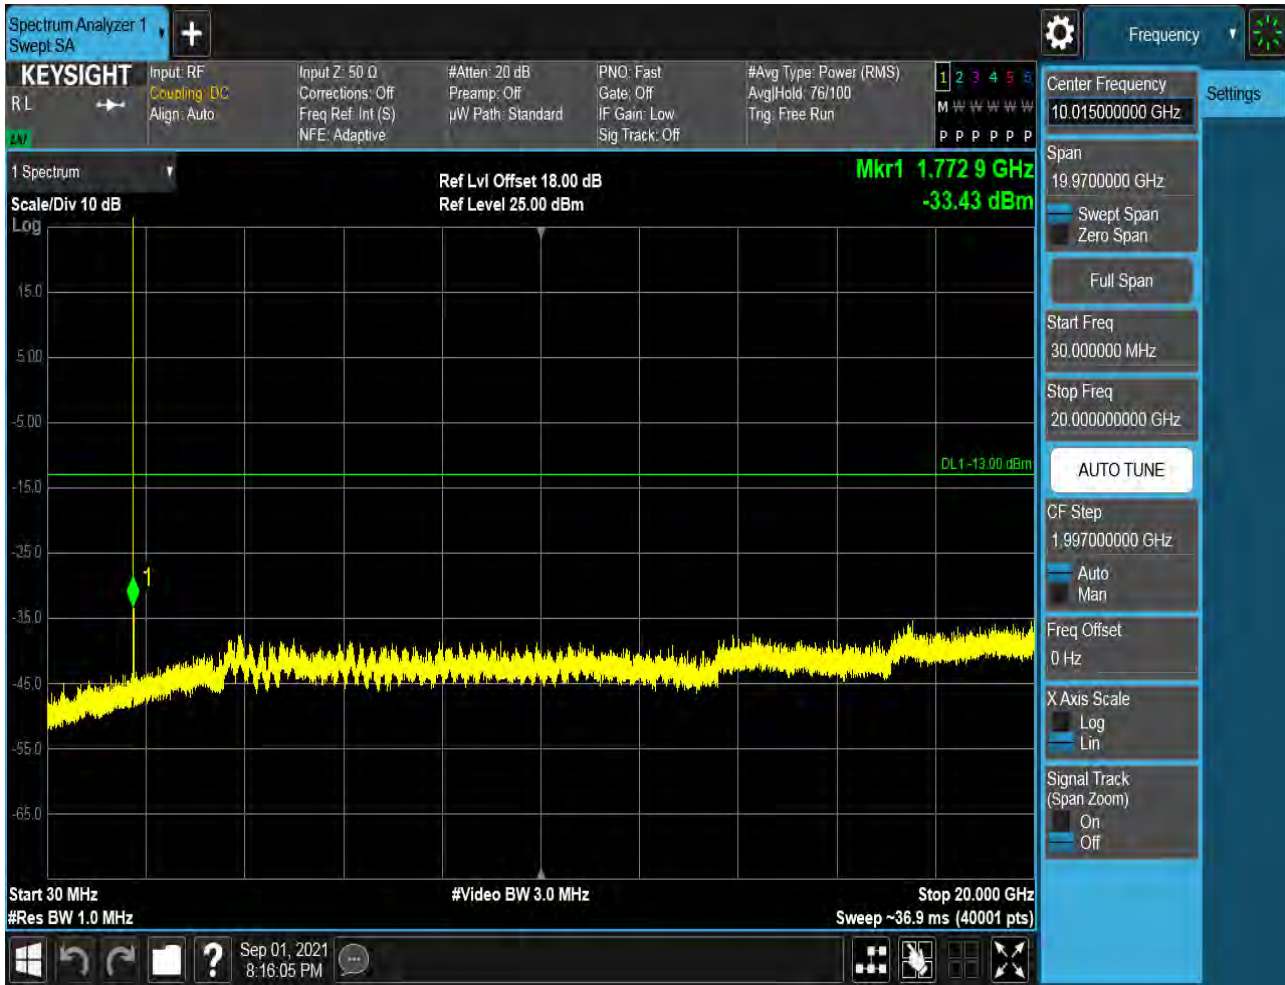 Spectrum Analyzer 1
Swept SA
Frequency
KEYSIGHT
R L
LNI
Input: RF
Coupling: DC
Align: Auto
Input Z: 50 Ω
Corrections: Off
Freq Ref: Int (S)
NFE: Adaptive
#Atten: 20 dB
Preamp: Off
µW Path: Standard
PNO: Fast
Gate: Off
IF Gain: Low
Sig Track: Off
#Avg Type: Power (RMS)
Avg|Hold: 76/100
Trig: Free Run
1 2 3 4 5 6
M W W W W W
P P P P P P
1 Spectrum
Scale/Div 10 dB
Log
Ref Lvl Offset 18.00 dB
Ref Level 25.00 dBm
Mkr1 1.772 9 GHz
-33.43 dBm
15.0
5.00
-5.00
DL1 -13.00 dBm
-15.0
-25.0
1
-35.0
-45.0
-55.0
-65.0
Start 30 MHz
#Video BW 3.0 MHz
Stop 20.000 GHz
#Res BW 1.0 MHz
Sweep ~36.9 ms (40001 pts)
Sep 01, 2021
8:16:05 PM
Center Frequency
10.015000000 GHz
Settings
Span
19.9700000 GHz
Swept Span
Zero Span
Full Span
Start Freq
30.000000 MHz
Stop Freq
20.000000000 GHz
AUTO TUNE
CF Step
1.997000000 GHz
Auto
Man
Freq Offset
0 Hz
X Axis Scale
Log
Lin
Signal Track
(Span Zoom)
On
Off